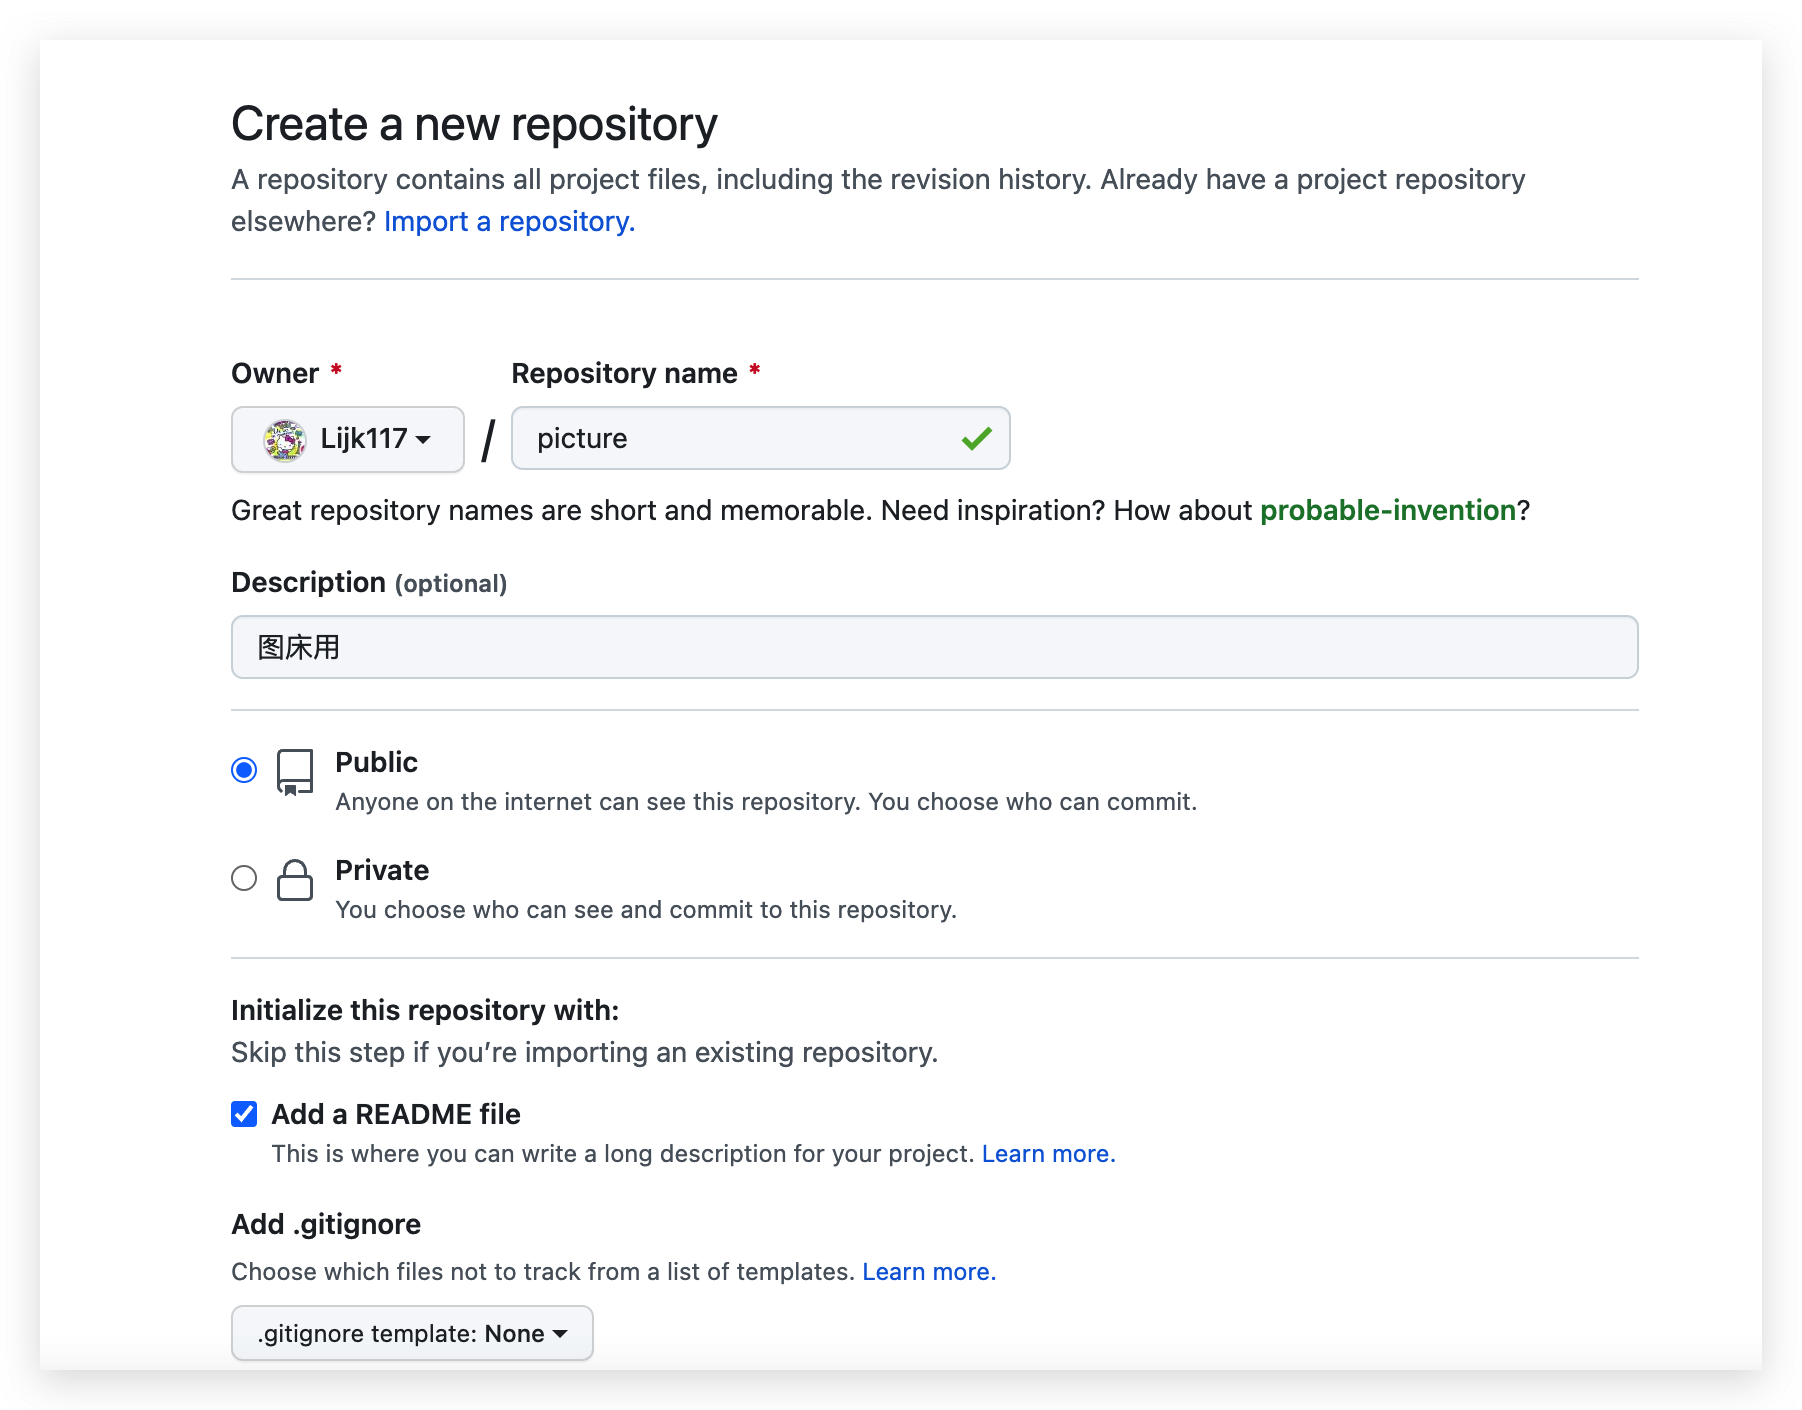 Create a new repository
A repository contains all project files, including the revision history. Already have a project repository
elsewhere? Import a repository.
Owner * Repository name *
Lijk117 / picture
Great repository names are short and memorable. Need inspiration? How about probable-invention?
Description (optional)
图床用
Public
Anyone on the internet can see this repository. You choose who can commit.
Private
You choose who can see and commit to this repository.
Initialize this repository with:
Skip this step if you’re importing an existing repository.
Add a README file
This is where you can write a long description for your project. Learn more.
Add .gitignore
Choose which files not to track from a list of templates. Learn more.
.gitignore template: None